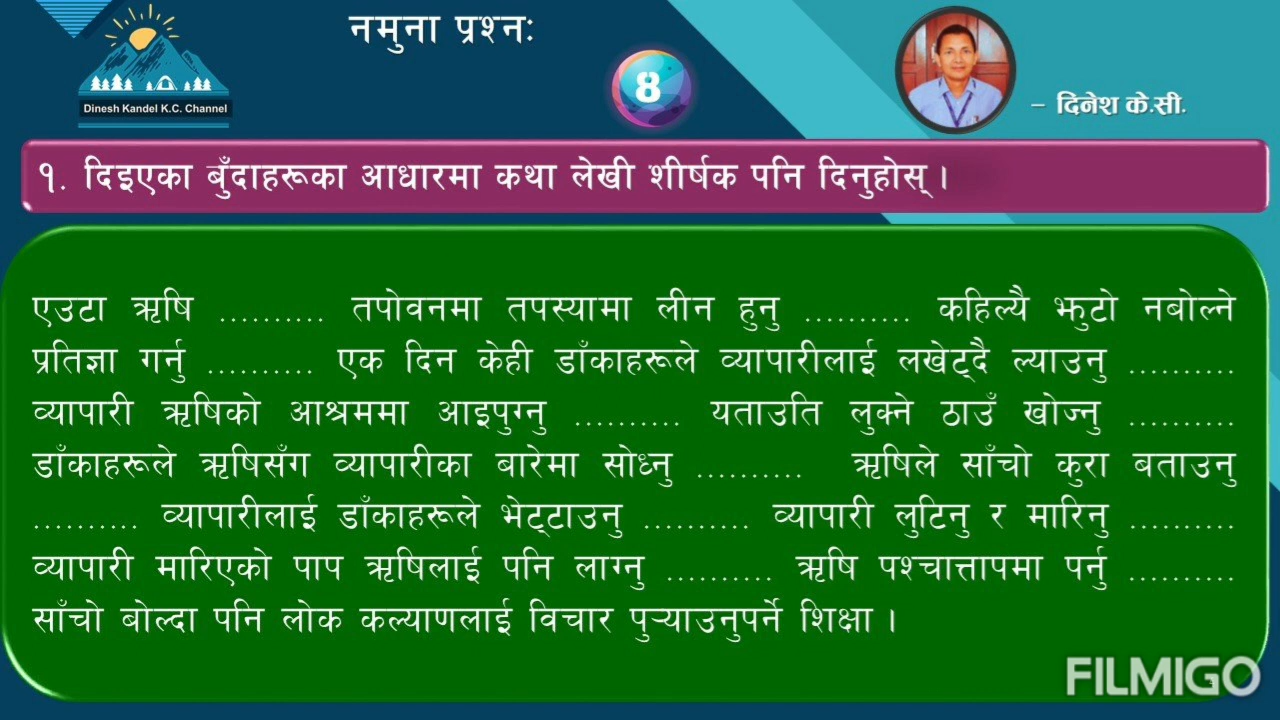 नमुना प्रश्नः
8
Dinesh Kandel K.C. Channel
– दिनेश के.सी.
१. दिइएका बुँदाहरूका आधारमा कथा लेखी शीर्षक पनि दिनुहोस् ।
एउटा ऋषि .......... तपोवनमा तपस्यामा लीन हुनु .......... कहिल्यै झुटो नबोल्ने
प्रतिज्ञा गर्नु .......... एक दिन केही डाँकाहरूले व्यापारीलाई लखेट्दै ल्याउनु ..........
व्यापारी ऋषिको आश्रममा आइपुग्नु .......... यताउति लुक्ने ठाउँ खोज्नु ..........
डाँकाहरूले ऋषिसँग व्यापारीका बारेमा सोध्नु .......... ऋषिले साँचो कुरा बताउनु
.......... व्यापारीलाई डाँकाहरूले भेट्टाउनु .......... व्यापारी लुटिनु र मारिनु ..........
व्यापारी मारिएको पाप ऋषिलाई पनि लाग्नु .......... ऋषि पश्चात्तापमा पर्नु ..........
साँचो बोल्दा पनि लोक कल्याणलाई विचार पुऱ्याउनुपर्ने शिक्षा ।
FILMIGO